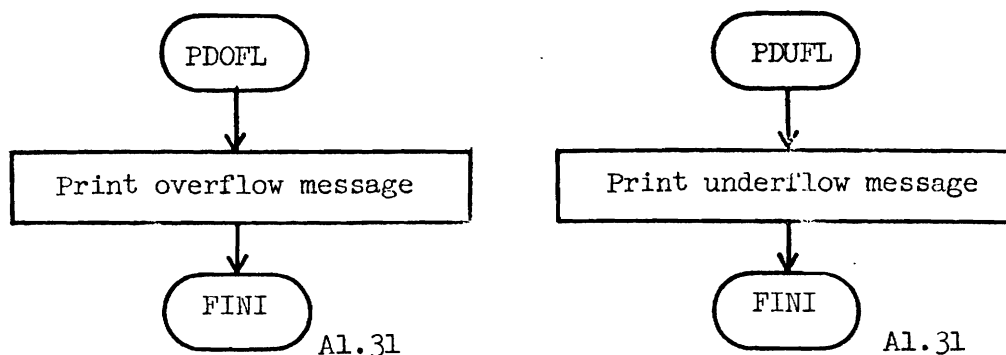 PDOFL
Print overflow message
FINI
A1.31
PDUFL
Print underflow message
FINI
A1.31